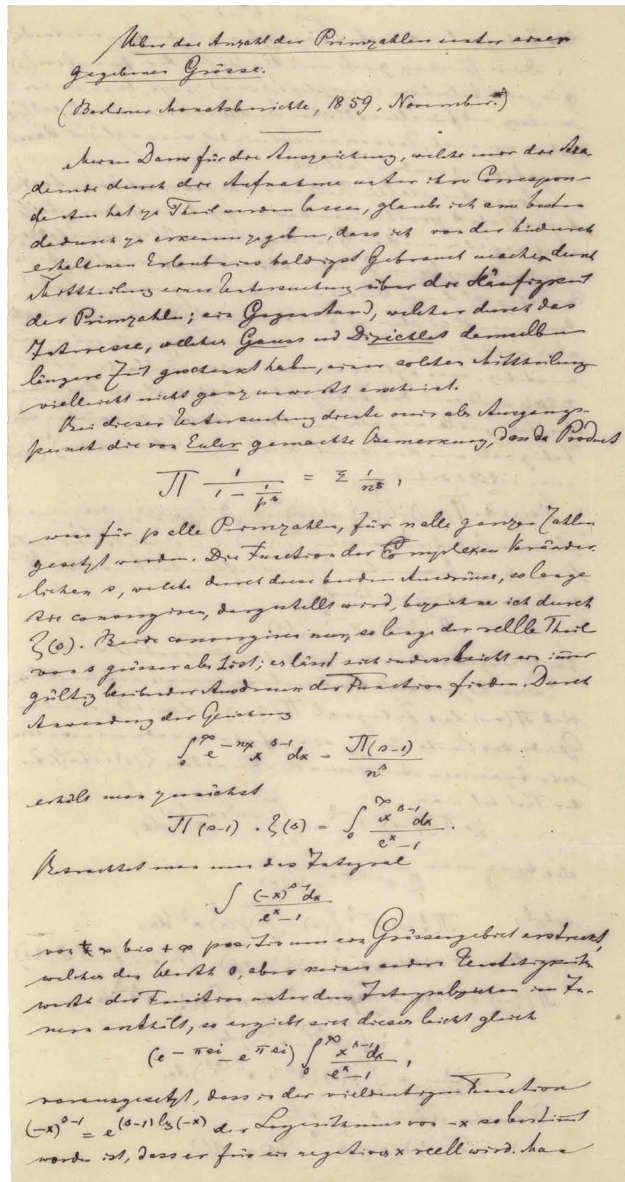 Ueber die Anzahl der Primzahlen unter einer
gegebenen Grösse.
(Berliner Monatsberichte, 1859, November.)
Meinen Dank für die Auszeichnung, welche mir die Aka-
demie durch die Aufnahme unter ihre Correspon-
denten hat zu Theil werden lassen, glaube ich am besten
dadurch zu erkennen zu geben, dass ich von der hiedurch
erhaltenen Erlaubniss baldigst Gebrauch mache durch
Mittheilung einer Untersuchung über die Häufigkeit
der Primzahlen; ein Gegenstand, welcher durch das
Interesse, welches Gauss und Dirichlet demselben
längere Zeit geschenkt haben, einer solchen Mittheilung
vielleicht nicht ganz unwerth erscheint.
Bei dieser Untersuchung diente mir als Ausgangs-
punkt die von Euler gemachte Bemerkung, dass das Product
∏ 1/(1 − 1/p^s) = Σ 1/n^s,
wenn für p alle Primzahlen, für n alle ganzen Zahlen
gesetzt werden. Die Function der complexen Veränder-
lichen s, welche durch diese beiden Ausdrücke, so lange
sie convergiren, dargestellt wird, bezeichne ich durch
ζ(s). Beide convergiren nur, so lange der reelle Theil
von s grösser als 1 ist; es lässt sich indess leicht ein immer
gültig bleibender Ausdruck der Function finden. Durch
Anwendung der Gleichung
∫₀^∞ e^{−nx} x^{s−1} dx = Π(s−1)/n^s
erhält man zunächst
Π(s−1) · ζ(s) = ∫₀^∞ x^{s−1}dx/(e^x − 1).
Betrachtet man nun das Integral
∫ (−x)^{s−1}dx/(e^x − 1)
von + ∞ bis + ∞ positiv um ein Grössengebiet erstreckt,
welches den Werth 0, aber keinen andern Unstetigkeits-
werth der Function unter dem Integralzeichen im In-
nern enthält, so ergiebt sich dieses leicht gleich
(e^{−πsi} − e^{πsi}) ∫₀^∞ x^{s−1}dx/(e^x − 1),
vorausgesetzt, dass in der vieldeutigen Function
(−x)^{s−1} = e^{(s−1) lg(−x)} der Logarithmus von −x so bestimmt
worden ist, dass er für ein negatives x reell wird. Man